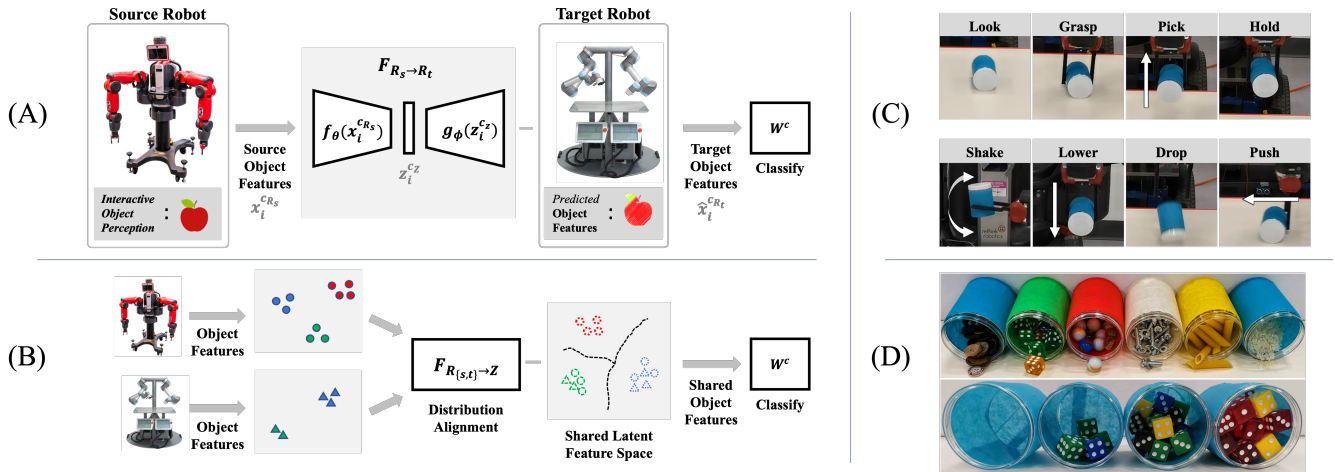 (A)
Source Robot
Interactive
Object
Perception
:
Source
Object
Features
x_i^{c_{R_s}}
F_{R_s→R_t}
f_θ(x_i^{c_{R_s}})
z_i^{c_Z}
g_ϕ(z_i^{c_Z})
Target Robot
Predicted
Object
Features
:
Target
Object
Features
x̂_i^{c_{R_t}}
W^c
Classify
(B)
Object
Features
Object
Features
F_{R_{\{s,t\}}→Z}
Distribution
Alignment
Shared Latent
Feature Space
Shared
Object
Features
W^c
Classify
(C)
Look
Grasp
Pick
Hold
Shake
Lower
Drop
Push
(D)